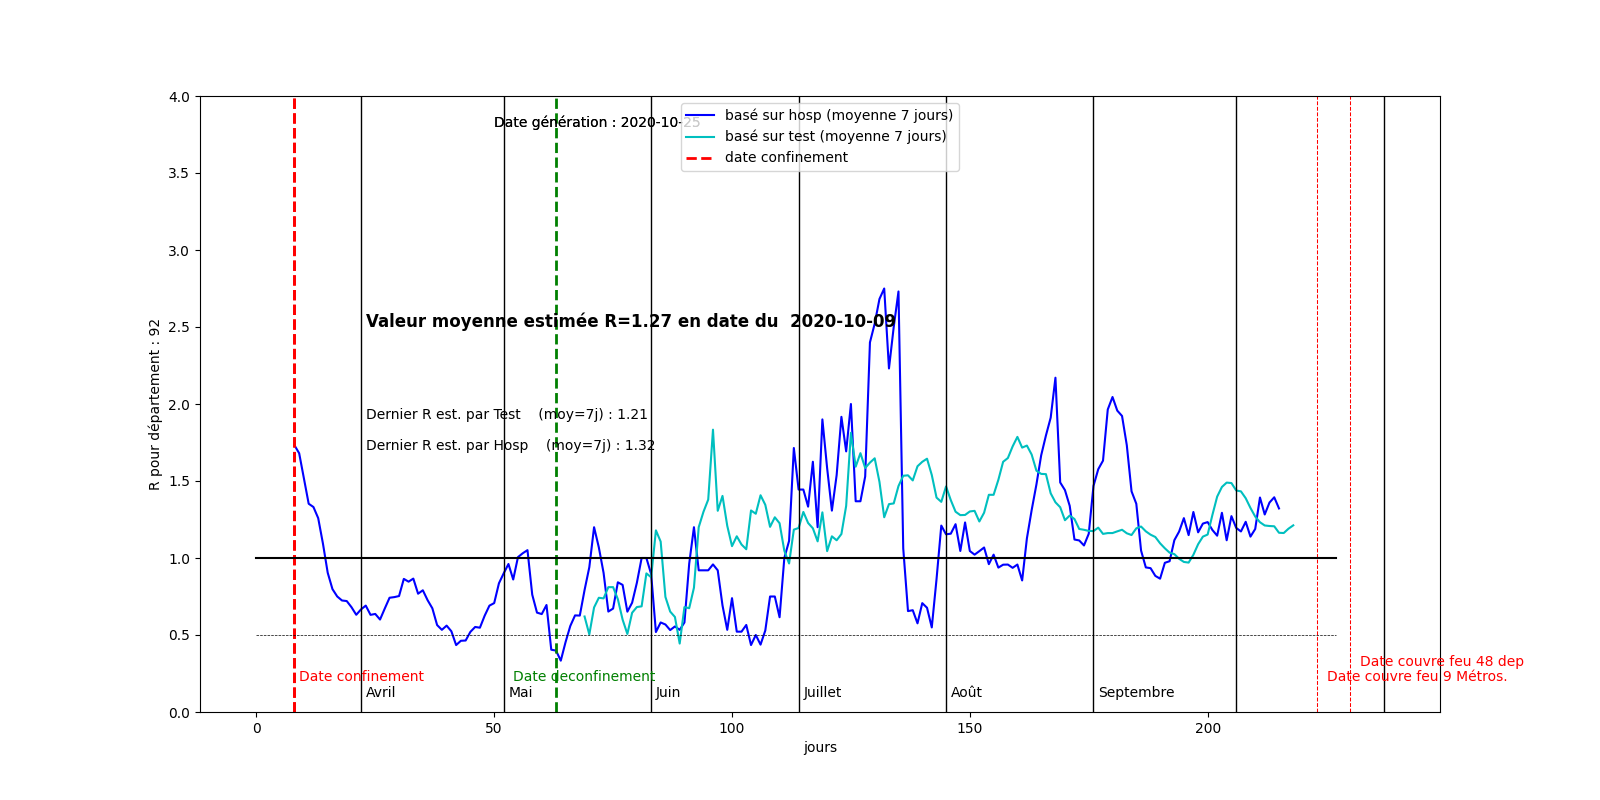 4.0
3.5
3.0
2.5
2.0
1.5
1.0
0.5
0.0
R pour département : 92
Date génération : 2020-10-25
basé sur hosp (moyenne 7 jours)
basé sur test (moyenne 7 jours)
date confinement
Valeur moyenne estimée R=1.27 en date du  2020-10-09
Dernier R est. par Test    (moy=7j) : 1.21
Dernier R est. par Hosp    (moy=7j) : 1.32
Date couvre feu 48 dep
Date confinement
Date deconfinement
Date couvre feu 9 Métros.
Avril
Mai
Juin
Juillet
Août
Septembre
0
50
100
150
200
jours